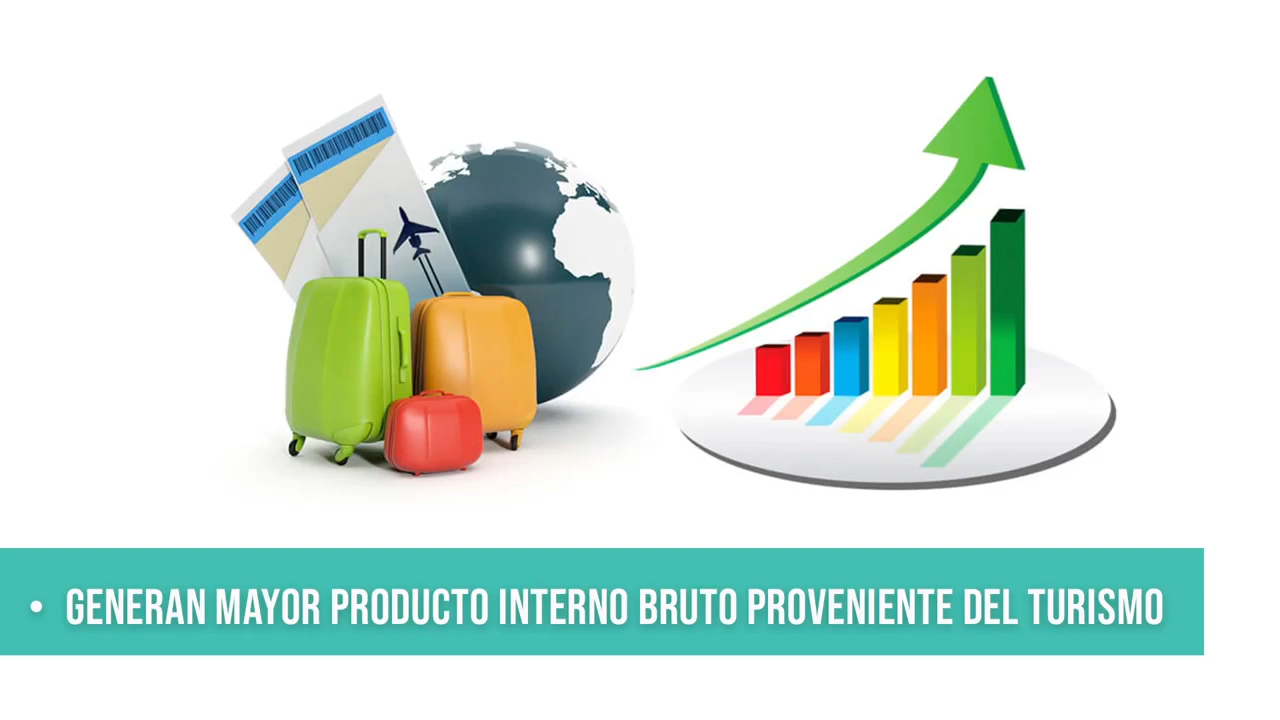 • GENERAN MAYOR PRODUCTO INTERNO BRUTO PROVENIENTE DEL TURISMO